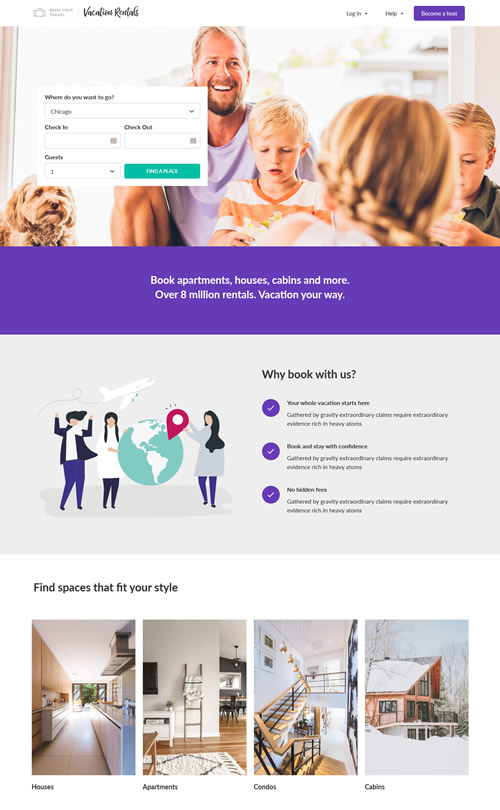 BOOK YOUR
TRAVEL
Vacation Rentals
Log in
Help
Become a host
Where do you want to go?
Chicago
Check In
Check Out
Guests
1
FIND A PLACE
Book apartments, houses, cabins and more.
Over 8 million rentals. Vacation your way.
Why book with us?
Your whole vacation starts here
Gathered by gravity extraordinary claims require extraordinary
evidence rich in heavy atoms
Book and stay with confidence
Gathered by gravity extraordinary claims require extraordinary
evidence rich in heavy atoms
No hidden fees
Gathered by gravity extraordinary claims require extraordinary
evidence rich in heavy atoms
Find spaces that fit your style
Houses
Apartments
Condos
Cabins